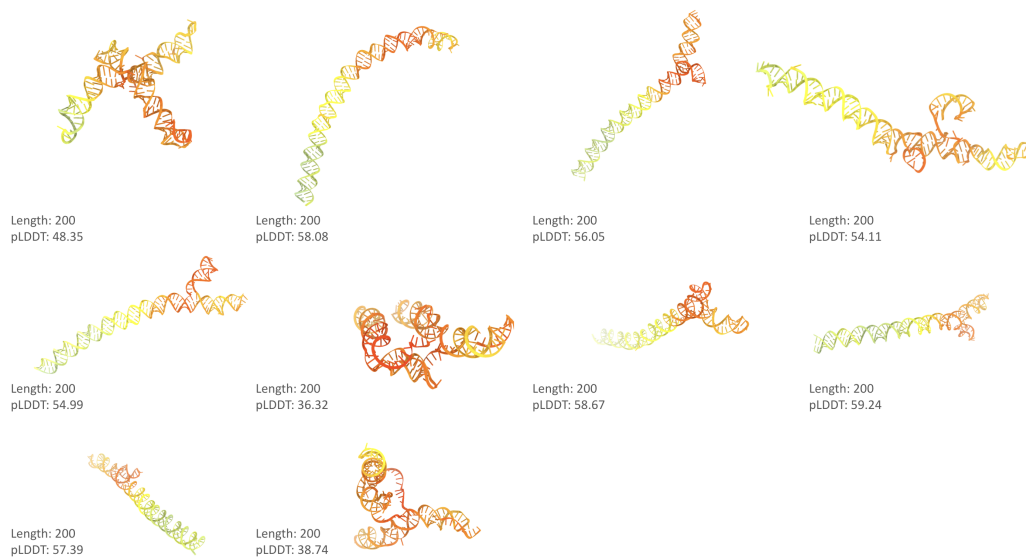 Length: 200
pLDDT: 48.35
Length: 200
pLDDT: 58.08
Length: 200
pLDDT: 56.05
Length: 200
pLDDT: 54.11
Length: 200
pLDDT: 54.99
Length: 200
pLDDT: 36.32
Length: 200
pLDDT: 58.67
Length: 200
pLDDT: 59.24
Length: 200
pLDDT: 57.39
Length: 200
pLDDT: 38.74